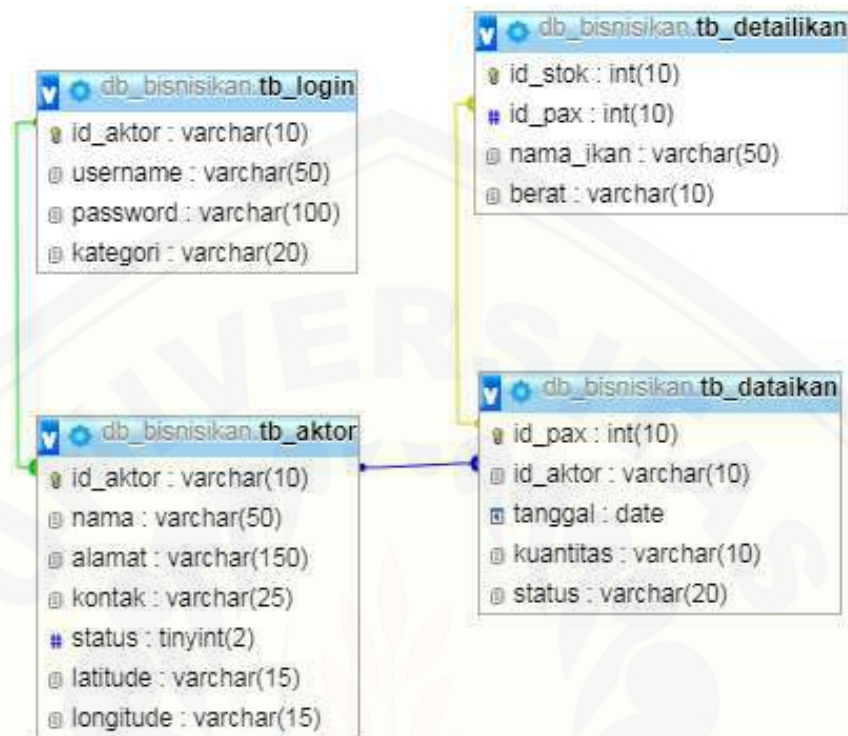 db_bisnisikan.tb_login
id_aktor : varchar(10)
username : varchar(50)
password : varchar(100)
kategori : varchar(20)
db_bisnisikan.tb_detailikan
id_stok : int(10)
id_pax : int(10)
nama_ikan : varchar(50)
berat : varchar(10)
db_bisnisikan.tb_aktor
id_aktor : varchar(10)
nama : varchar(50)
alamat : varchar(150)
kontak : varchar(25)
status : tinyint(2)
latitude : varchar(15)
longitude : varchar(15)
db_bisnisikan.tb_dataikan
id_pax : int(10)
id_aktor : varchar(10)
tanggal : date
kuantitas : varchar(10)
status : varchar(20)
UNIVERSITAS